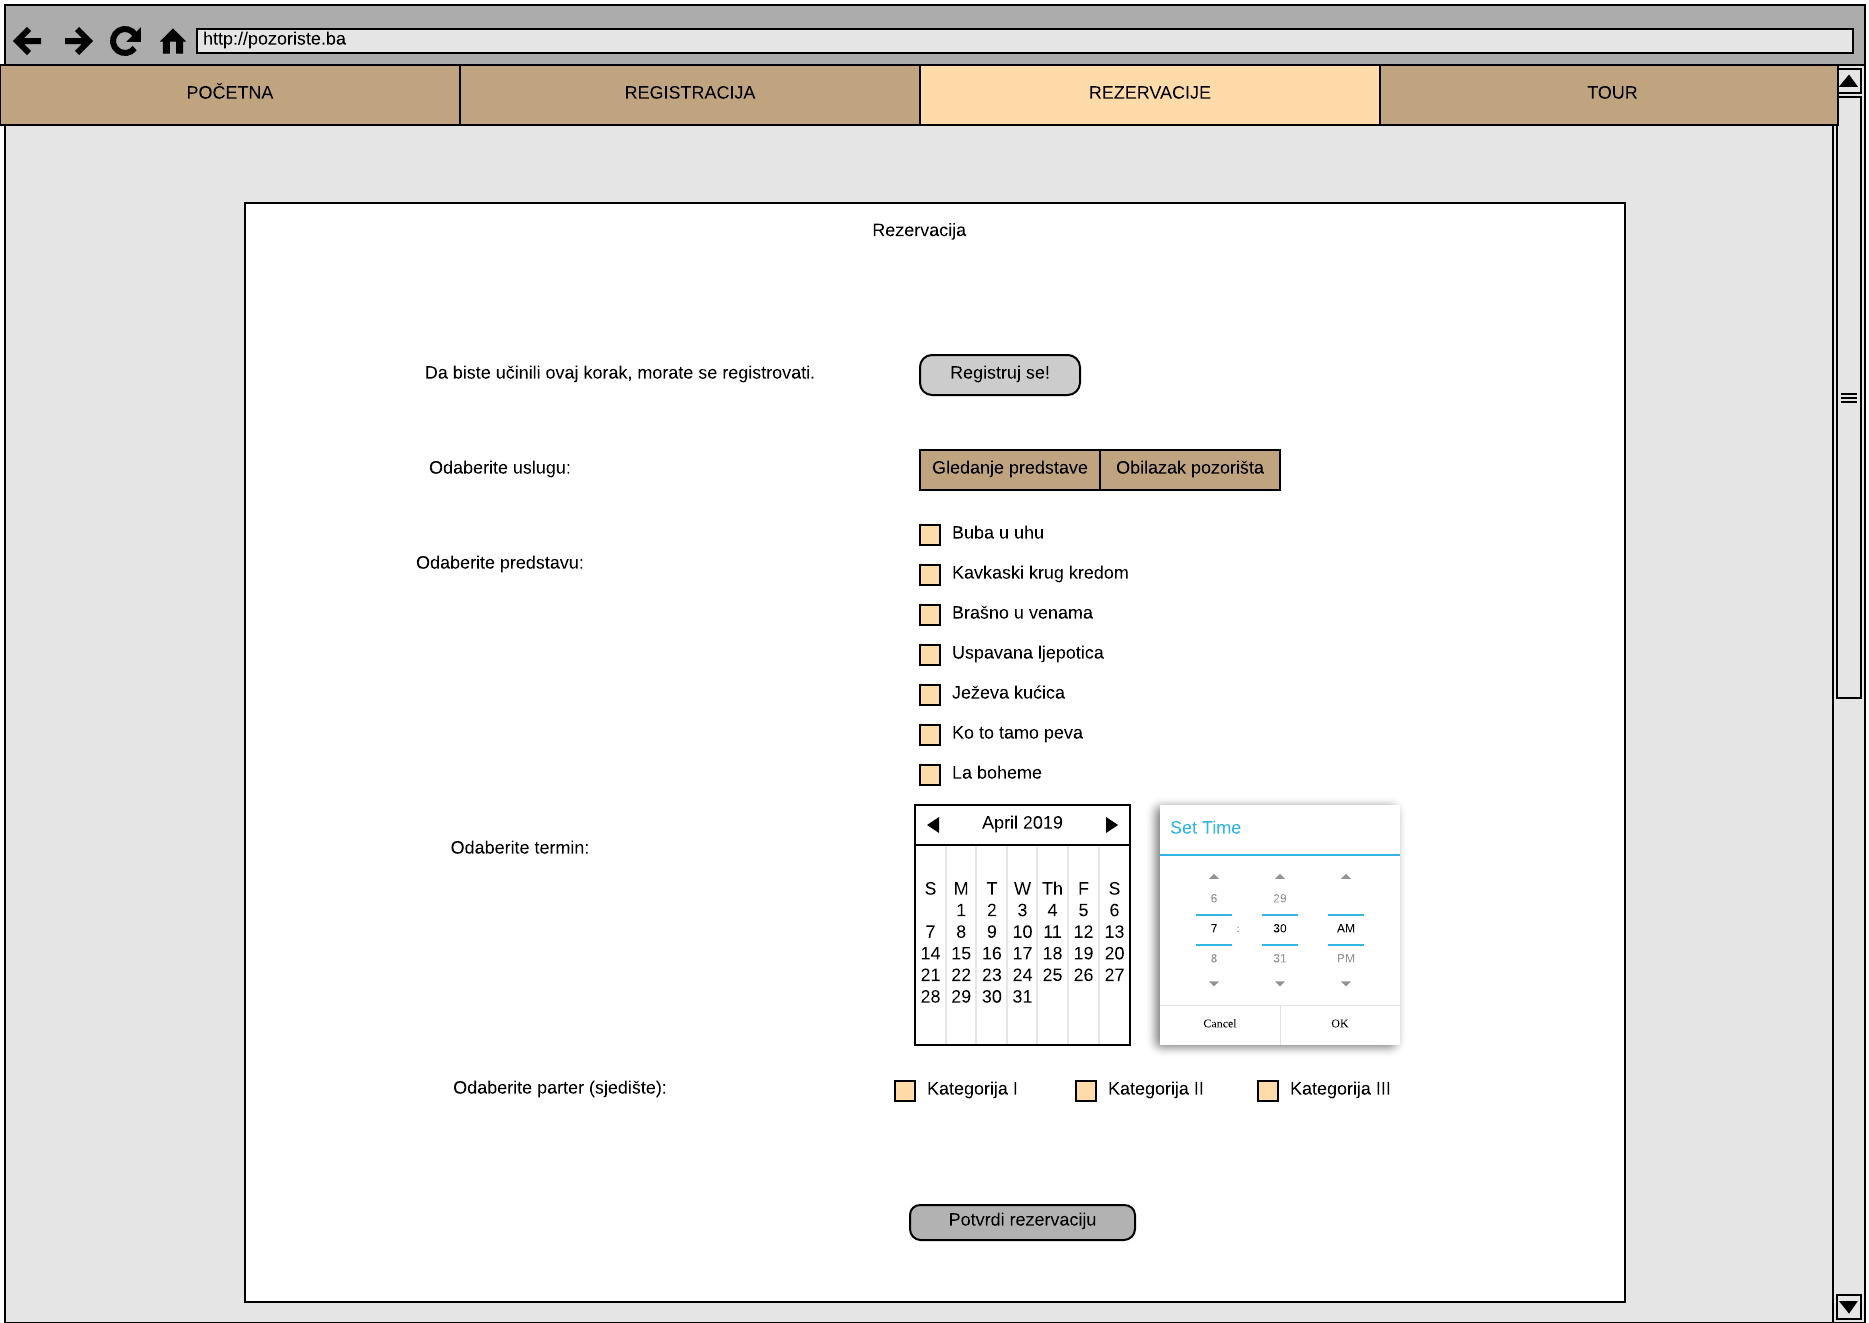 http://pozoriste.ba
POČETNA REGISTRACIJA REZERVACIJE TOUR
Rezervacija
Da biste učinili ovaj korak, morate se registrovati. Registruj se!
Odaberite uslugu: Gledanje predstave Obilazak pozorišta
Odaberite predstavu:
Buba u uhu
Kavkaski krug kredom
Brašno u venama
Uspavana ljepotica
Ježeva kućica
Ko to tamo peva
La boheme
Odaberite termin:
April 2019
S M T W Th F S
1 2 3 4 5 6
7 8 9 10 11 12 13
14 15 16 17 18 19 20
21 22 23 24 25 26 27
28 29 30 31
Set Time
6 29
7 : 30 AM
8 31 PM
Cancel OK
Odaberite parter (sjedište): Kategorija I Kategorija II Kategorija III
Potvrdi rezervaciju